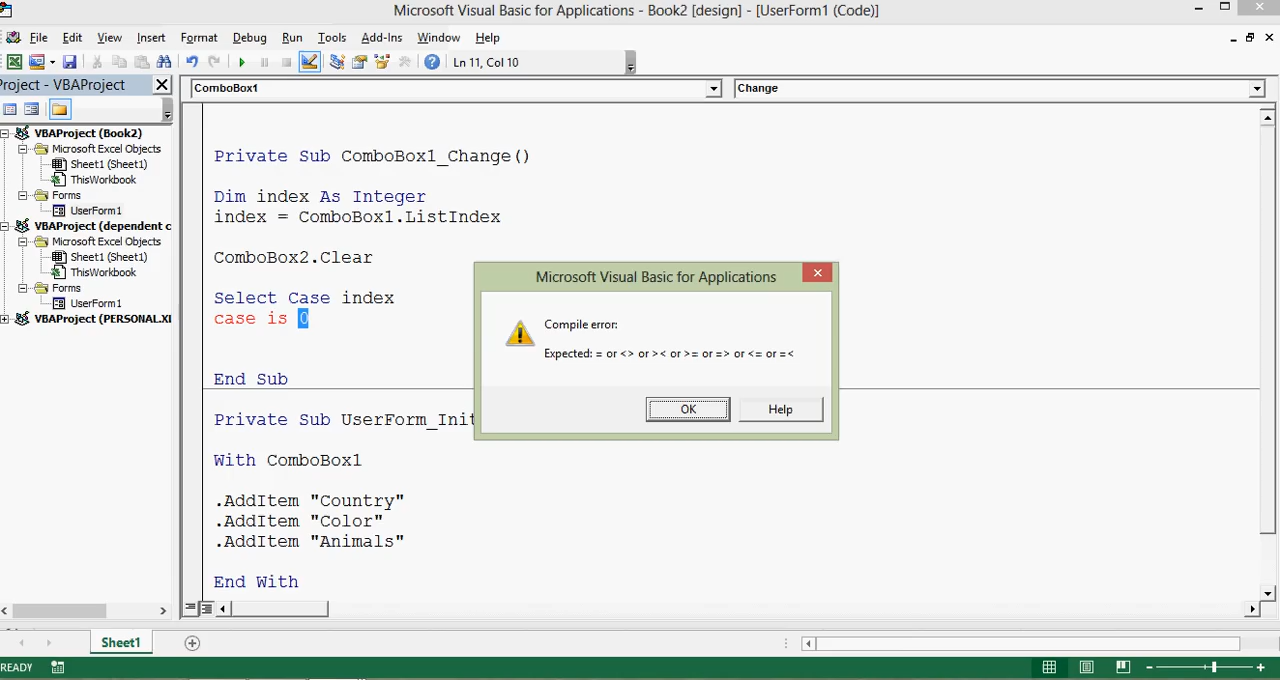 Microsoft Visual Basic for Applications - Book2 [design] - [UserForm1 (Code)]
File Edit View Insert Format Debug Run Tools Add-Ins Window Help
Ln 11, Col 10
Project - VBAProject
ComboBox1
Change
VBAProject (Book2)
Microsoft Excel Objects
Sheet1 (Sheet1)
ThisWorkbook
Forms
UserForm1
VBAProject (dependent c
Microsoft Excel Objects
Sheet1 (Sheet1)
ThisWorkbook
Forms
UserForm1
VBAProject (PERSONAL.XI
Private Sub ComboBox1_Change()
Dim index As Integer
index = ComboBox1.ListIndex
ComboBox2.Clear
Select Case index
case is 0
End Sub
Private Sub UserForm_Init
With ComboBox1
.AddItem "Country"
.AddItem "Color"
.AddItem "Animals"
End With
Microsoft Visual Basic for Applications
Compile error:
Expected: = or <> or >< or >= or => or <= or =<
OK
Help
Sheet1
READY